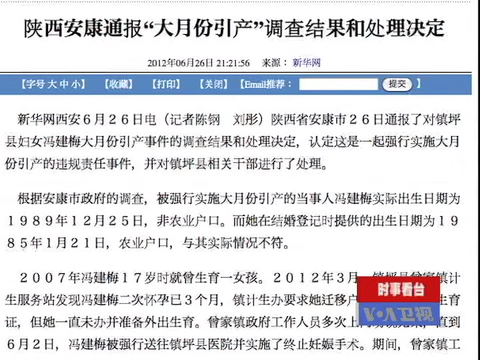 陕西安康通报“大月份引产”调查结果和处理决定
2012年06月26日 21:21:56 来源: 新华网
【字号 大 中 小】 【收藏】 【打印】 【关闭】 【Email推荐: 提交 】
新华网西安６月２６日电（记者陈钢 刘彤）陕西省安康市２６日通报了对镇坪
县妇女冯建梅大月份引产事件的调查结果和处理决定，认定这是一起强行实施大月
份引产的违规责任事件，并对镇坪县相关干部进行了处理。
根据安康市政府的调查，被强行实施大月份引产的当事人冯建梅实际出生日期为
１９８９年１２月２５日，非农业户口。而她在结婚登记时提供的出生日期为１９
８５年１月２１日，农业户口，与其实际情况不符。
２００７年冯建梅１７岁时就曾生育一女孩。２０１２年３月，镇坪县曾家镇计
生服务站发现冯建梅二次怀孕已３个月，镇计生办要求她迁移户
生育
证，但她一直未办并准备外出生育。曾家镇政府工作人员多次上
直到
６月２日，冯建梅被强行送往镇坪县医院并实施了终止妊娠手术。期间，曾家镇工
时事看台
VOA卫视